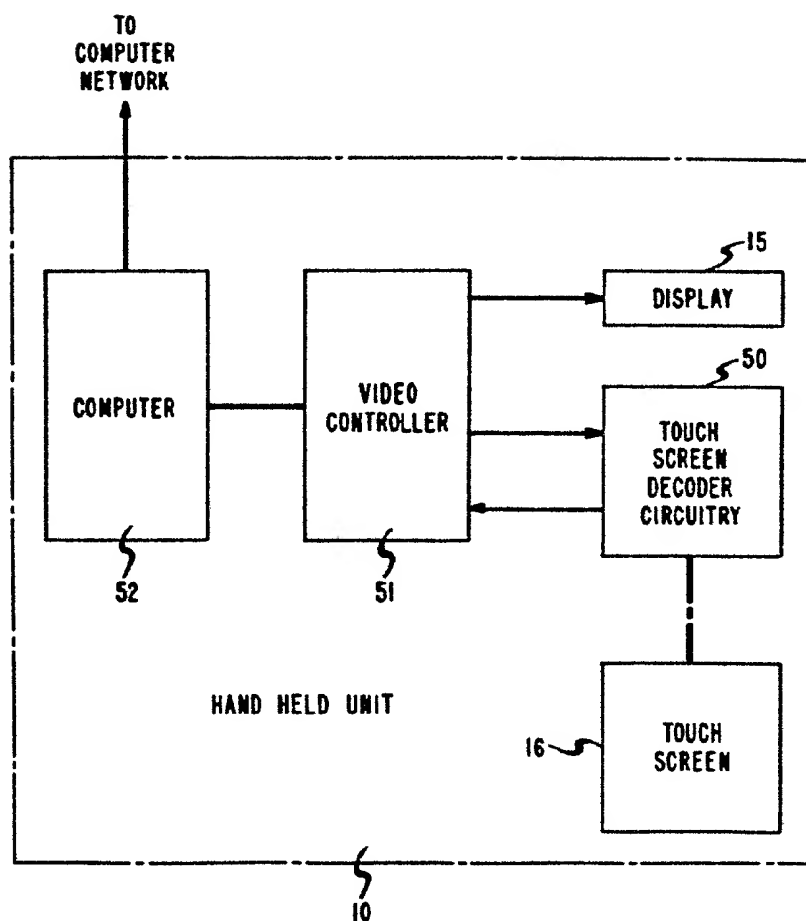 TO
COMPUTER
NETWORK
15
DISPLAY
50
COMPUTER
VIDEO
CONTROLLER
TOUCH
SCREEN
DECODER
CIRCUITRY
52
51
HAND HELD UNIT
16
TOUCH
SCREEN
10